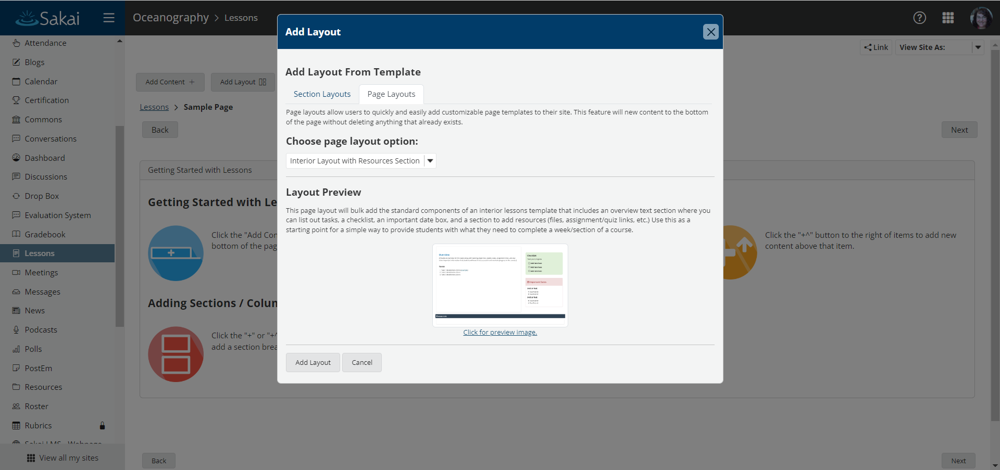 Sakai
Oceanography > Lessons
Attendance
Blogs
Calendar
Certification
Commons
Conversations
Dashboard
Discussions
Drop Box
Evaluation System
Gradebook
Lessons
Meetings
Messages
News
Podcasts
Polls
PostEm
Resources
Roster
Rubrics
Sakai LMS - Webpage
View all my sites
Link
View Site As:
Add Content +
Add Layout
Lessons > Sample Page
Back
Next
Getting Started with Lessons
Getting Started with Le
Click the "Add Con
bottom of the pag
Click the "+^" button to the right of items to add new
content above that item.
Adding Sections / Colum
Click the "+" or "+^
add a section brea
Back
Next
Add Layout
Add Layout From Template
Section Layouts
Page Layouts
Page layouts allow users to quickly and easily add customizable page templates to their site. This feature will new content to the bottom
of the page without deleting anything that already exists.
Choose page layout option:
Interior Layout with Resources Section
Layout Preview
This page layout will bulk add the standard components of an interior lessons template that includes an overview text section where you
can list out tasks, a checklist, an important date box, and a section to add resources (files, assignment/quiz links, etc.) Use this as a
starting point for a simple way to provide students with what they need to complete a week/section of a course.
Overview
Tasks
Checklist
Important Dates
Resources
Click for preview image.
Add Layout
Cancel